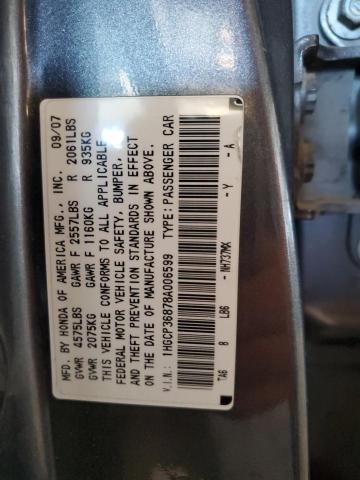 MFD. BY HONDA OF AMERICA MFG., INC. 09/07
GVWR 4575LBS GAWR F 2557LBS R 2061LBS
GVWR 2075KG GAWR F 1160KG R 935KG
THIS VEHICLE CONFORMS TO ALL APPLICABLE
FEDERAL MOTOR VEHICLE SAFETY, BUMPER,
AND THEFT PREVENTION STANDARDS IN EFFECT
ON THE DATE OF MANUFACTURE SHOWN ABOVE.
V.I.N.: 1HGCP36878A006599 TYPE:PASSENGER CAR
TA6 8 LBG - NH737MX - Y - A